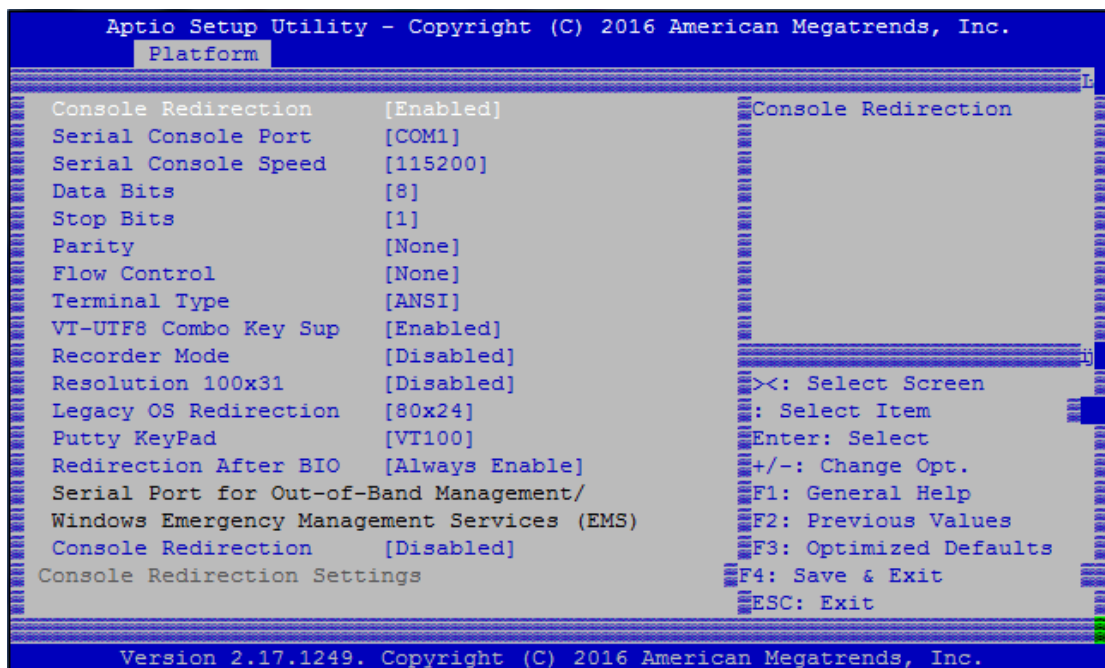 Aptio Setup Utility - Copyright (C) 2016 American Megatrends, Inc.
Platform
Console Redirection [Enabled]
Serial Console Port [COM1]
Serial Console Speed [115200]
Data Bits [8]
Stop Bits [1]
Parity [None]
Flow Control [None]
Terminal Type [ANSI]
VT-UTF8 Combo Key Sup [Enabled]
Recorder Mode [Disabled]
Resolution 100x31 [Disabled]
Legacy OS Redirection [80x24]
Putty KeyPad [VT100]
Redirection After BIO [Always Enable]
Serial Port for Out-of-Band Management/
Windows Emergency Management Services (EMS)
Console Redirection [Disabled]
Console Redirection Settings
Console Redirection
><: Select Screen
: Select Item
Enter: Select
+/-: Change Opt.
F1: General Help
F2: Previous Values
F3: Optimized Defaults
F4: Save & Exit
ESC: Exit
Version 2.17.1249. Copyright (C) 2016 American Megatrends, Inc.